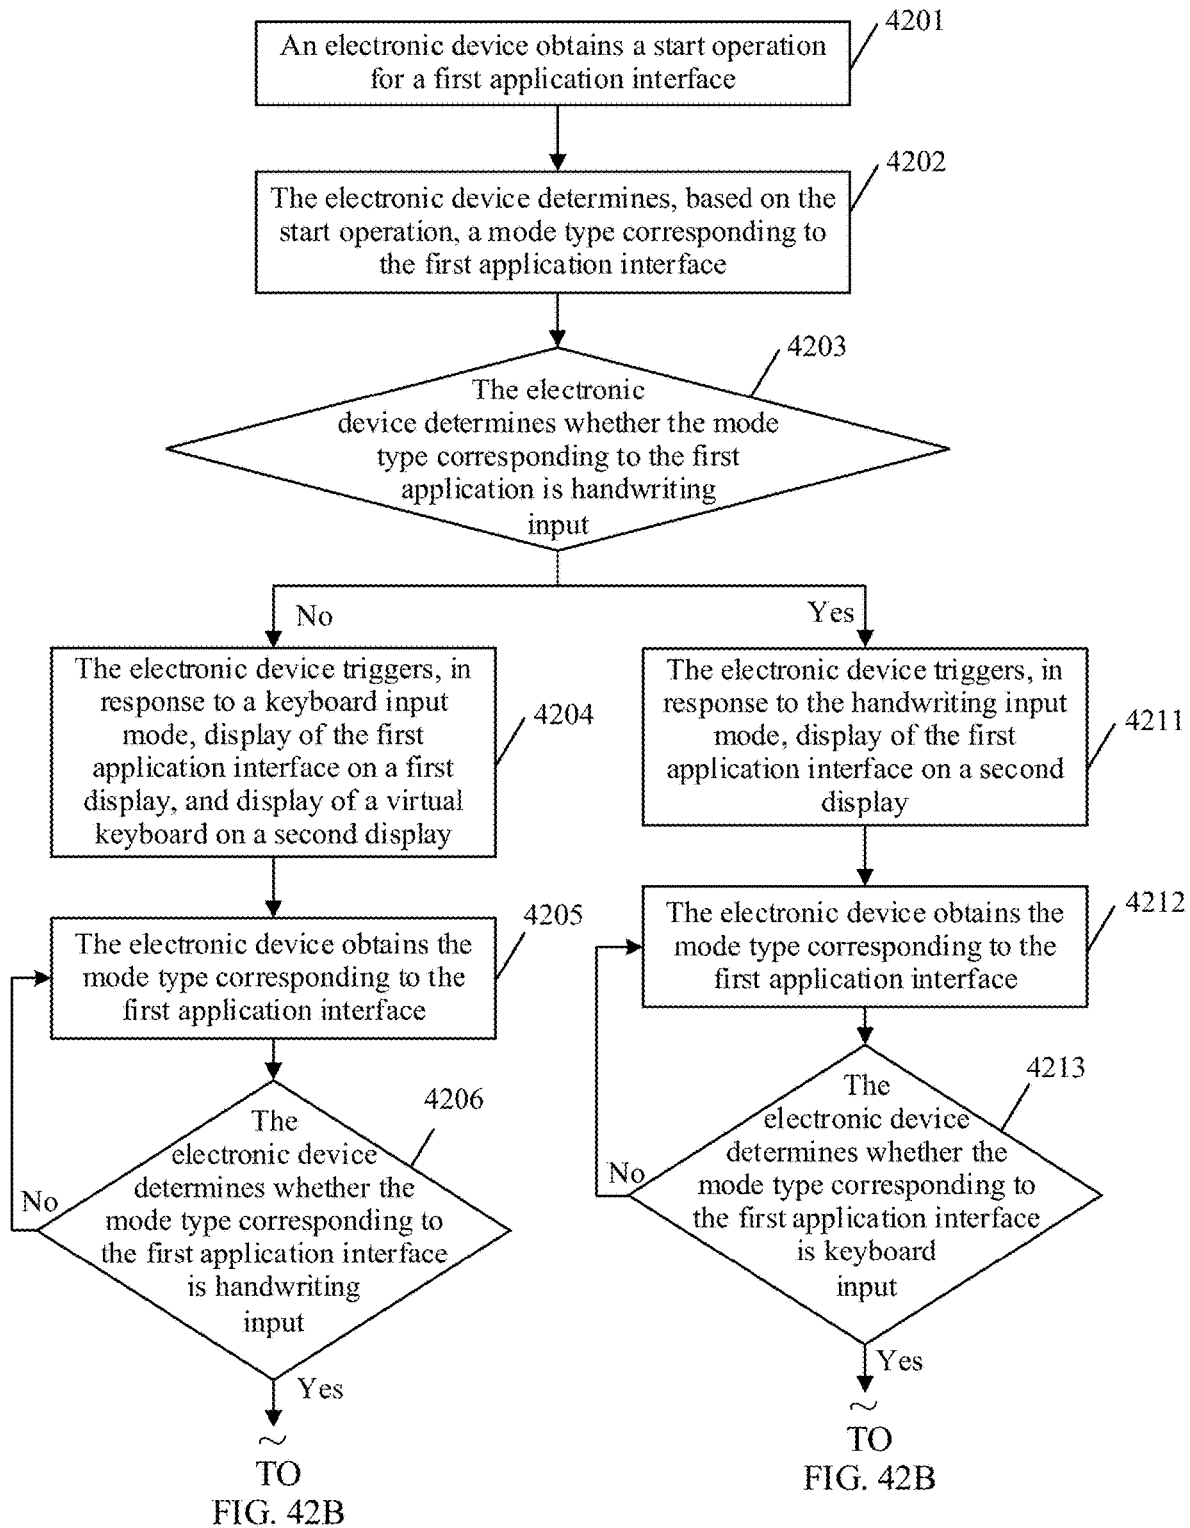 An electronic device obtains a start operation
for a first application interface
4201
The electronic device determines, based on the
start operation, a mode type corresponding to
the first application interface
4202
The electronic
device determines whether the mode
type corresponding to the first
application is handwriting
input
4203
No
Yes
The electronic device triggers, in
response to a keyboard input
mode, display of the first
application interface on a first
display, and display of a virtual
keyboard on a second display
4204
The electronic device obtains the
mode type corresponding to the
first application interface
4205
The
electronic device
determines whether the
mode type corresponding to
the first application interface
is handwriting
input
4206
No
Yes
TO
FIG. 42B
The electronic device triggers, in
response to the handwriting input
mode, display of the first
application interface on a second
display
4211
The electronic device obtains the
mode type corresponding to the
first application interface
4212
The
electronic device
determines whether the
mode type corresponding to
the first application interface
is keyboard
input
4213
No
Yes
TO
FIG. 42B